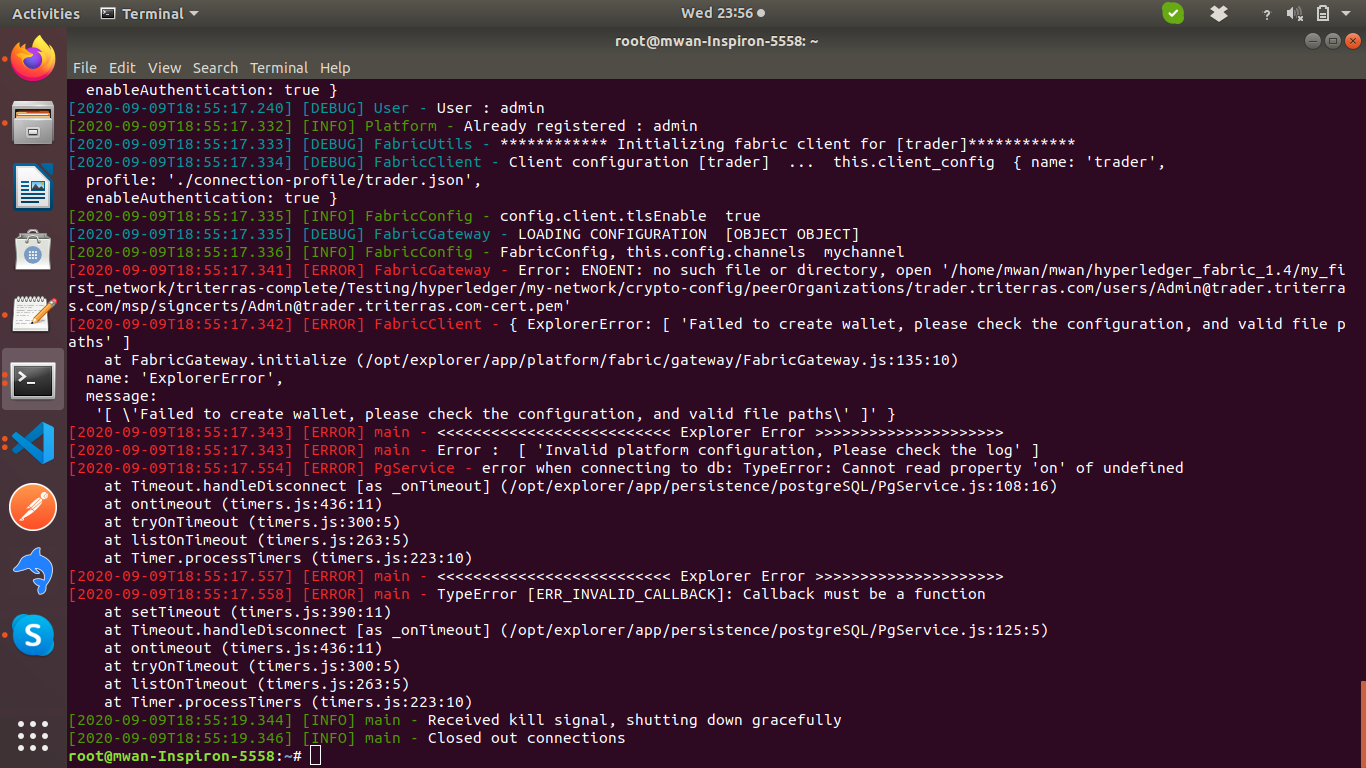 Activities Terminal Wed 23:56
root@mwan-Inspiron-5558: ~
File Edit View Search Terminal Help
enableAuthentication: true }
[2020-09-09T18:55:17.240] [DEBUG] User - User : admin
[2020-09-09T18:55:17.332] [INFO] Platform - Already registered : admin
[2020-09-09T18:55:17.333] [DEBUG] FabricUtils - ************ Initializing fabric client for [trader]************
[2020-09-09T18:55:17.334] [DEBUG] FabricClient - Client configuration [trader]  ...  this.client_config  { name: 'trader',
profile: './connection-profile/trader.json',
enableAuthentication: true }
[2020-09-09T18:55:17.335] [INFO] FabricConfig - config.client.tlsEnable  true
[2020-09-09T18:55:17.335] [DEBUG] FabricGateway - LOADING CONFIGURATION  [OBJECT OBJECT]
[2020-09-09T18:55:17.336] [INFO] FabricConfig - FabricConfig, this.config.channels  mychannel
[2020-09-09T18:55:17.341] [ERROR] FabricGateway - Error: ENOENT: no such file or directory, open '/home/mwan/mwan/hyperledger_fabric_1.4/my_fi
rst_network/triterras-complete/Testing/hyperledger/my-network/crypto-config/peerOrganizations/trader.triterras.com/users/Admin@trader.triterra
s.com/msp/signcerts/Admin@trader.triterras.com-cert.pem'
[2020-09-09T18:55:17.342] [ERROR] FabricClient - { ExplorerError: [ 'Failed to create wallet, please check the configuration, and valid file p
aths' ]
at FabricGateway.initialize (/opt/explorer/app/platform/fabric/gateway/FabricGateway.js:135:10)
name: 'ExplorerError',
message:
'[ \'Failed to create wallet, please check the configuration, and valid file paths\' ]' }
[2020-09-09T18:55:17.343] [ERROR] main - <<<<<<<<<<<<<<<<<<<<<<<<<< Explorer Error >>>>>>>>>>>>>>>>>>>>>
[2020-09-09T18:55:17.343] [ERROR] main - Error :  [ 'Invalid platform configuration, Please check the log' ]
[2020-09-09T18:55:17.554] [ERROR] PgService - error when connecting to db: TypeError: Cannot read property 'on' of undefined
at Timeout.handleDisconnect [as _onTimeout] (/opt/explorer/app/persistence/postgreSQL/PgService.js:108:16)
at ontimeout (timers.js:436:11)
at tryOnTimeout (timers.js:300:5)
at listOnTimeout (timers.js:263:5)
at Timer.processTimers (timers.js:223:10)
[2020-09-09T18:55:17.557] [ERROR] main - <<<<<<<<<<<<<<<<<<<<<<<<<< Explorer Error >>>>>>>>>>>>>>>>>>>>>
[2020-09-09T18:55:17.558] [ERROR] main - TypeError [ERR_INVALID_CALLBACK]: Callback must be a function
at setTimeout (timers.js:390:11)
at Timeout.handleDisconnect [as _onTimeout] (/opt/explorer/app/persistence/postgreSQL/PgService.js:125:5)
at ontimeout (timers.js:436:11)
at tryOnTimeout (timers.js:300:5)
at listOnTimeout (timers.js:263:5)
at Timer.processTimers (timers.js:223:10)
[2020-09-09T18:55:19.344] [INFO] main - Received kill signal, shutting down gracefully
[2020-09-09T18:55:19.346] [INFO] main - Closed out connections
root@mwan-Inspiron-5558:~#